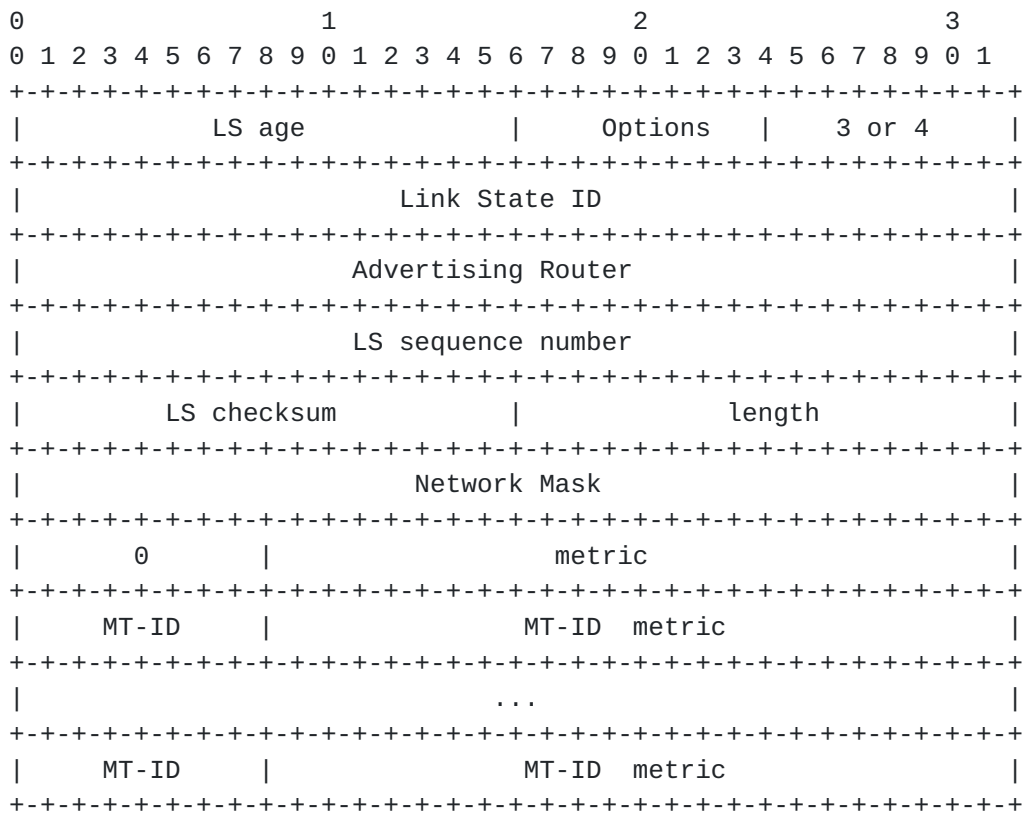 0                   1                   2                   3
0 1 2 3 4 5 6 7 8 9 0 1 2 3 4 5 6 7 8 9 0 1 2 3 4 5 6 7 8 9 0 1
+-+-+-+-+-+-+-+-+-+-+-+-+-+-+-+-+-+-+-+-+-+-+-+-+-+-+-+-+-+-+-+-+
|            LS age             |     Options   |    3 or 4     |
+-+-+-+-+-+-+-+-+-+-+-+-+-+-+-+-+-+-+-+-+-+-+-+-+-+-+-+-+-+-+-+-+
|                        Link State ID                          |
+-+-+-+-+-+-+-+-+-+-+-+-+-+-+-+-+-+-+-+-+-+-+-+-+-+-+-+-+-+-+-+-+
|                     Advertising Router                        |
+-+-+-+-+-+-+-+-+-+-+-+-+-+-+-+-+-+-+-+-+-+-+-+-+-+-+-+-+-+-+-+-+
|                     LS sequence number                        |
+-+-+-+-+-+-+-+-+-+-+-+-+-+-+-+-+-+-+-+-+-+-+-+-+-+-+-+-+-+-+-+-+
|         LS checksum           |             length            |
+-+-+-+-+-+-+-+-+-+-+-+-+-+-+-+-+-+-+-+-+-+-+-+-+-+-+-+-+-+-+-+-+
|                         Network Mask                          |
+-+-+-+-+-+-+-+-+-+-+-+-+-+-+-+-+-+-+-+-+-+-+-+-+-+-+-+-+-+-+-+-+
|       0       |                  metric                       |
+-+-+-+-+-+-+-+-+-+-+-+-+-+-+-+-+-+-+-+-+-+-+-+-+-+-+-+-+-+-+-+-+
|     MT-ID     |                MT-ID  metric                  |
+-+-+-+-+-+-+-+-+-+-+-+-+-+-+-+-+-+-+-+-+-+-+-+-+-+-+-+-+-+-+-+-+
|                              ...                              |
+-+-+-+-+-+-+-+-+-+-+-+-+-+-+-+-+-+-+-+-+-+-+-+-+-+-+-+-+-+-+-+-+
|     MT-ID     |                MT-ID  metric                  |
+-+-+-+-+-+-+-+-+-+-+-+-+-+-+-+-+-+-+-+-+-+-+-+-+-+-+-+-+-+-+-+-+